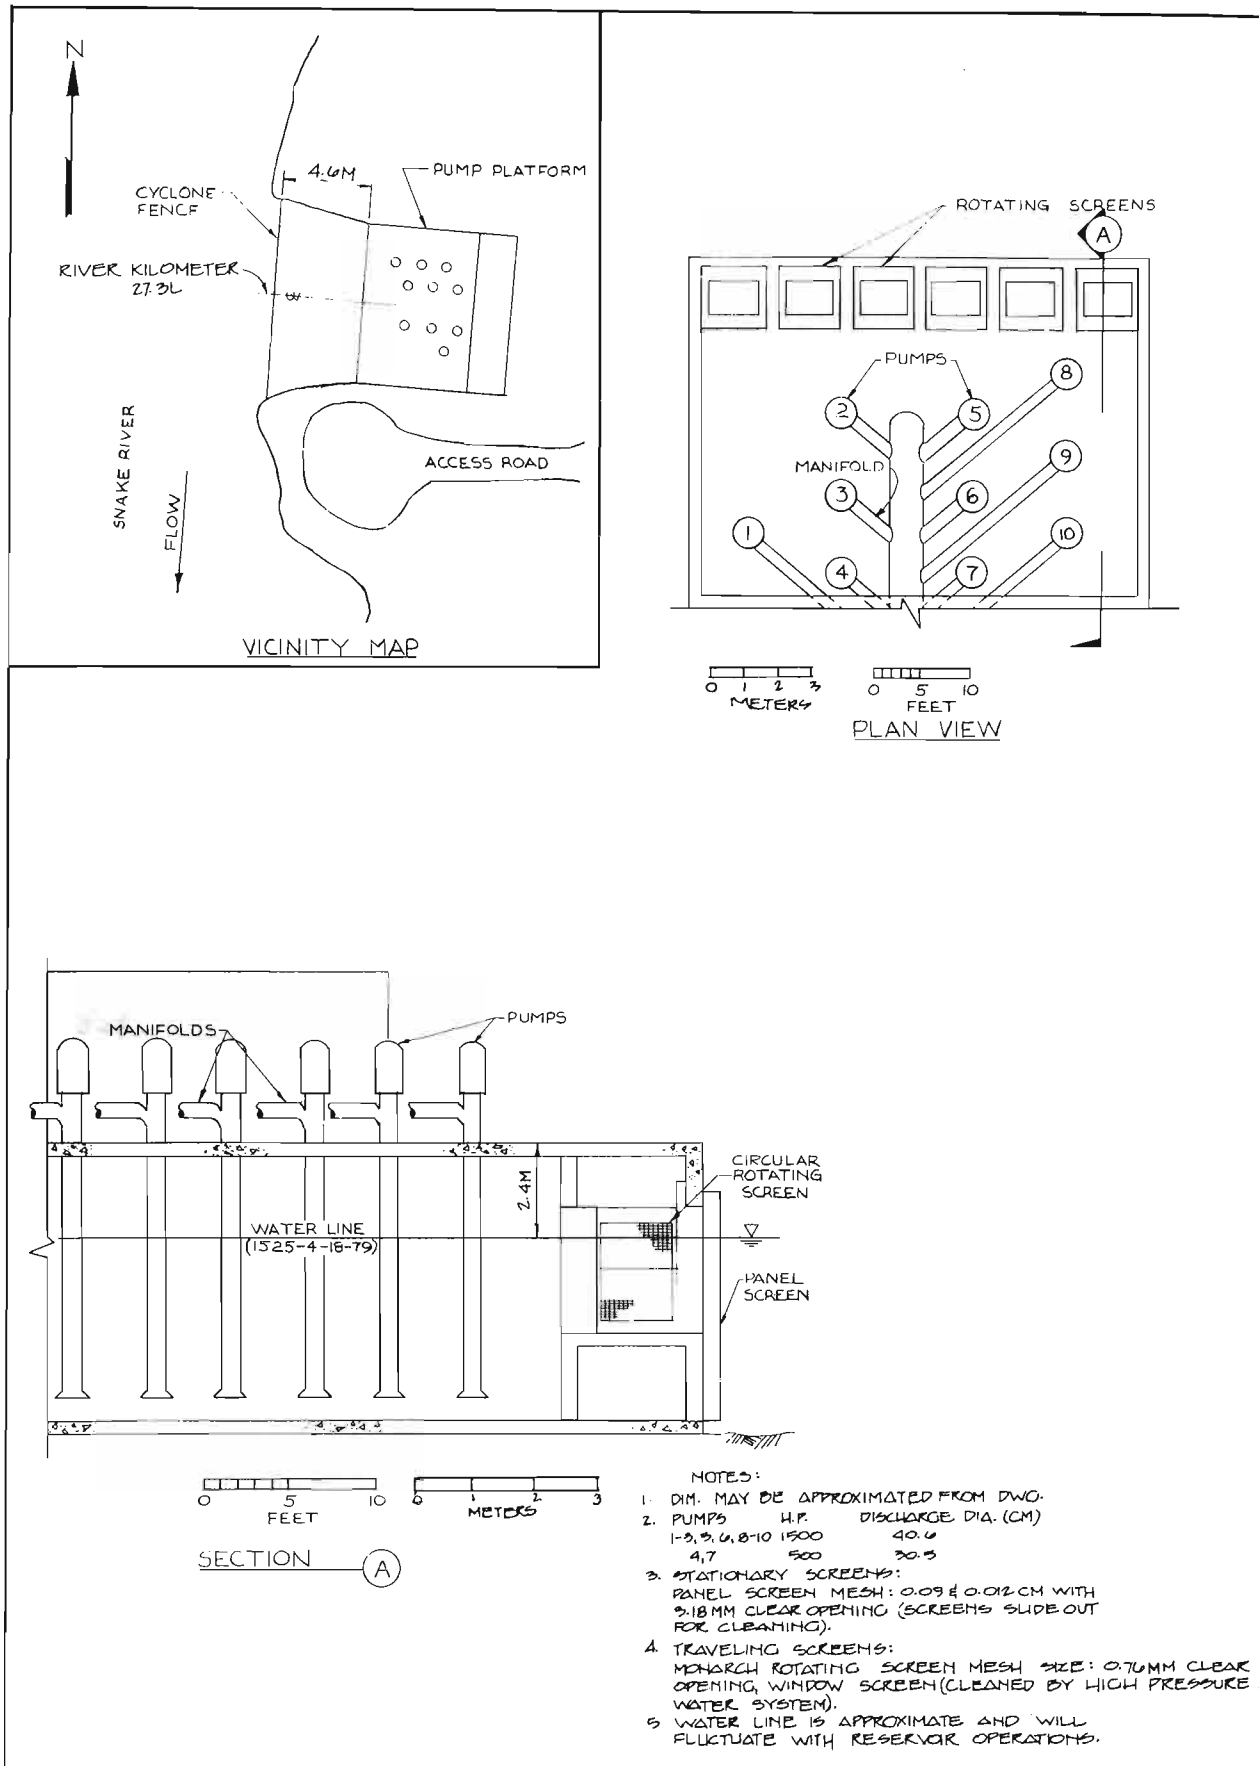 N
4.6M
PUMP PLATFORM
CYCLONE
FENCE
RIVER KILOMETER
27.3L
SNAKE RIVER
FLOW
ACCESS ROAD
VICINITY MAP
ROTATING SCREENS
A
PUMPS
8
2
5
MANIFOLD
9
3
6
1
10
4
7
0 1 2 3
METERS
0 5 10
FEET
PLAN VIEW
MANIFOLDS
PUMPS
2.4M
CIRCULAR
ROTATING
SCREEN
WATER LINE
(1525-4-18-79)
PANEL
SCREEN
0 5 10
FEET
0 1 2 3
METERS
SECTION A
NOTES:
1. DIM. MAY BE APPROXIMATED FROM DWG.
2. PUMPS H.P. DISCHARGE DIA. (CM)
1-3, 5, 6, 8-10 1500 40.6
4,7 500 30.5
3. STATIONARY SCREENS:
PANEL SCREEN MESH: 0.09 & 0.012 CM WITH
3.18 MM CLEAR OPENING (SCREENS SLIDE OUT
FOR CLEANING).
4. TRAVELING SCREENS:
MONARCH ROTATING SCREEN MESH SIZE: 0.76MM CLEAR
OPENING, WINDOW SCREEN (CLEANED BY HIGH PRESSURE
WATER SYSTEM).
5 WATER LINE IS APPROXIMATE AND WILL
FLUCTUATE WITH RESERVOIR OPERATIONS.